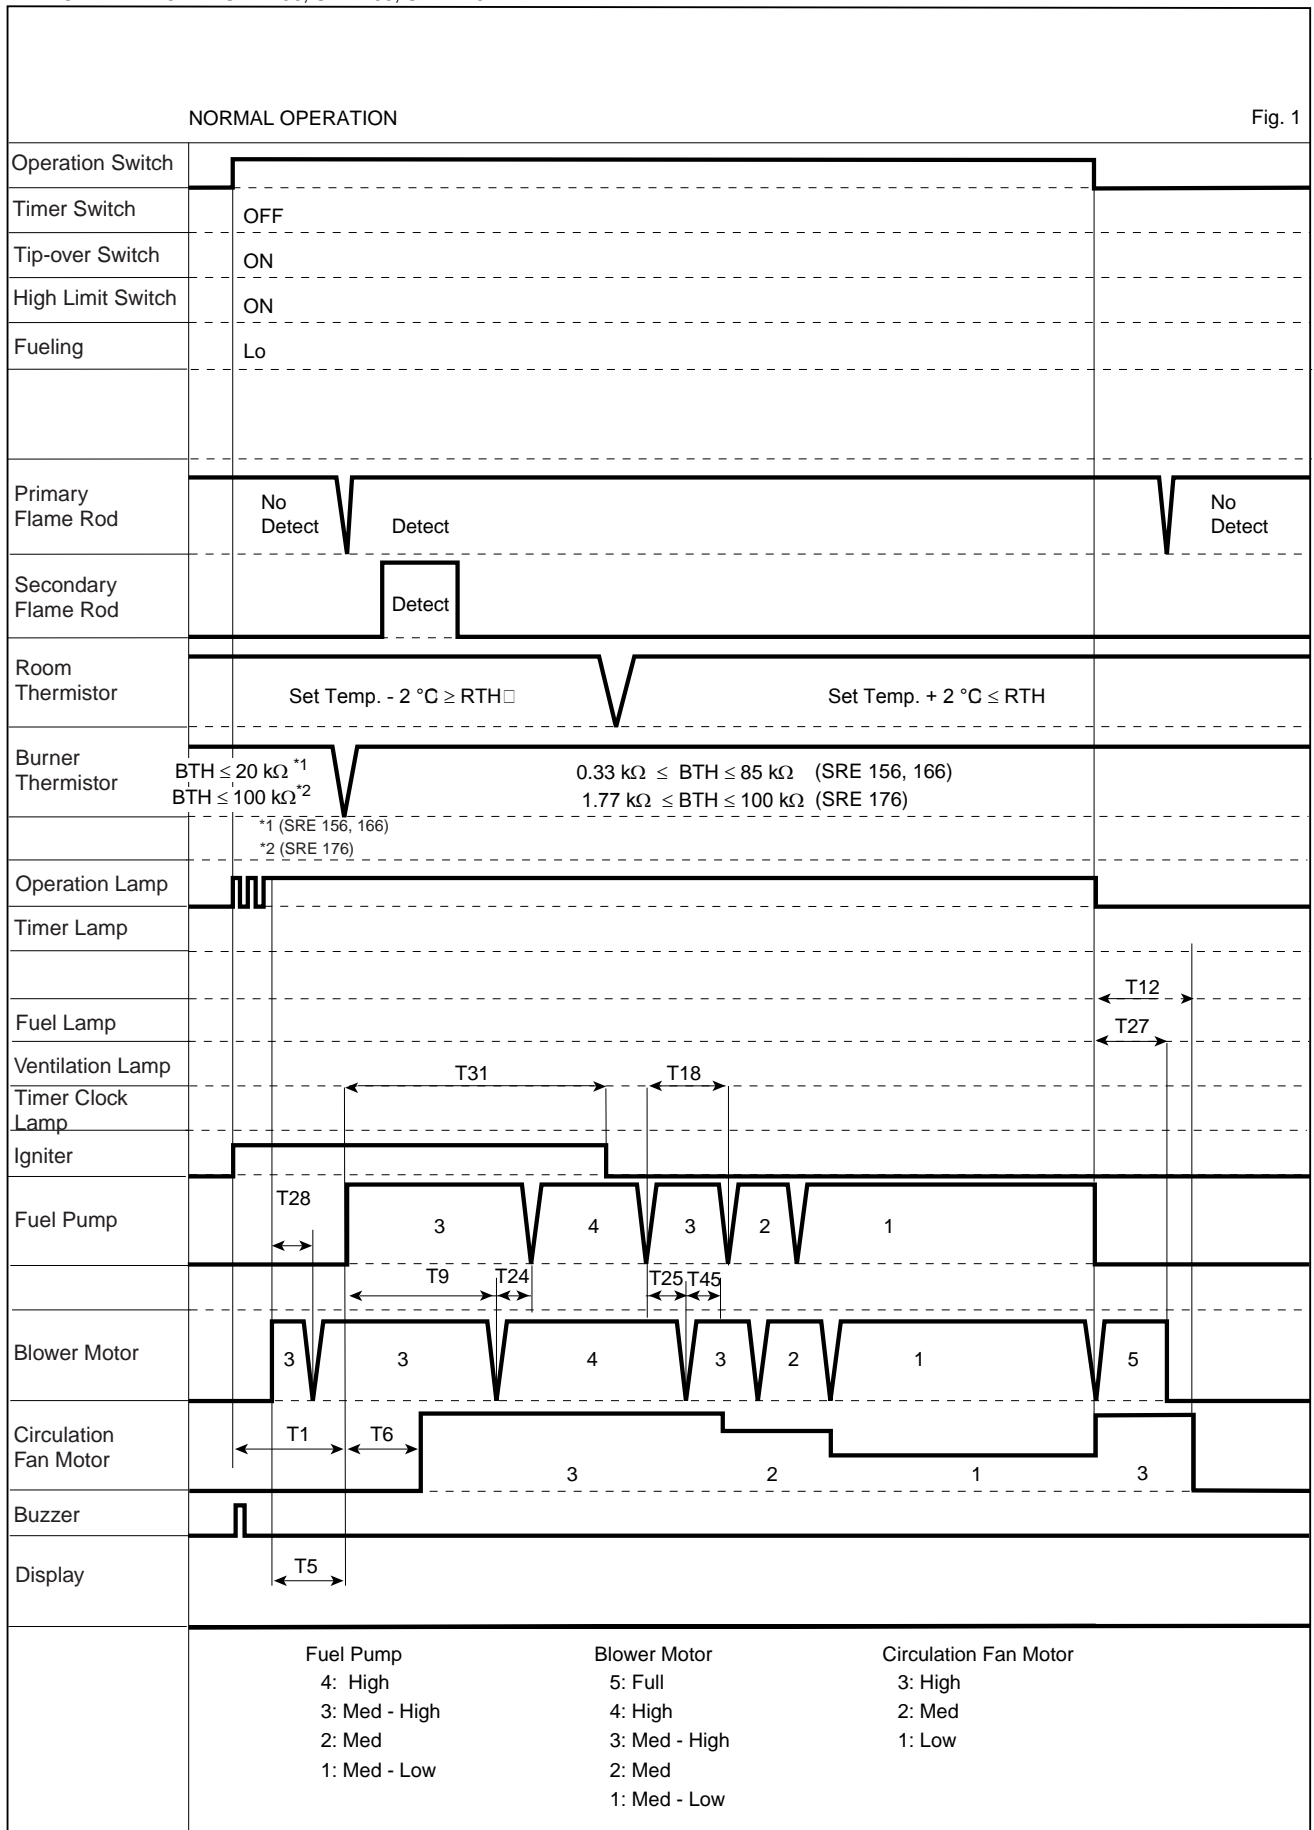 NORMAL OPERATION Fig. 1
Operation Switch
Timer Switch OFF
Tip-over Switch ON
High Limit Switch ON
Fueling Lo
Primary
Flame Rod
No
Detect
Detect
No
Detect
Secondary
Flame Rod
Detect
Room
Thermistor
Set Temp. - 2 °C ≥ RTH□
Set Temp. + 2 °C ≤ RTH
Burner
Thermistor
BTH ≤ 20 kΩ *1
BTH ≤ 100 kΩ*2
0.33 kΩ ≤ BTH ≤ 85 kΩ (SRE 156, 166)
1.77 kΩ ≤ BTH ≤ 100 kΩ (SRE 176)
*1 (SRE 156, 166)
*2 (SRE 176)
Operation Lamp
Timer Lamp
T12
Fuel Lamp
T27
Ventilation Lamp
T31 T18
Timer Clock
Lamp
Igniter
T28
Fuel Pump
3 4 3 2 1
T9 T24 T25 T45
Blower Motor
3 3 4 3 2 1 5
Circulation
Fan Motor
T1 T6
3 2 1 3
Buzzer
Display
T5
Fuel Pump
4: High
3: Med - High
2: Med
1: Med - Low
Blower Motor
5: Full
4: High
3: Med - High
2: Med
1: Med - Low
Circulation Fan Motor
3: High
2: Med
1: Low